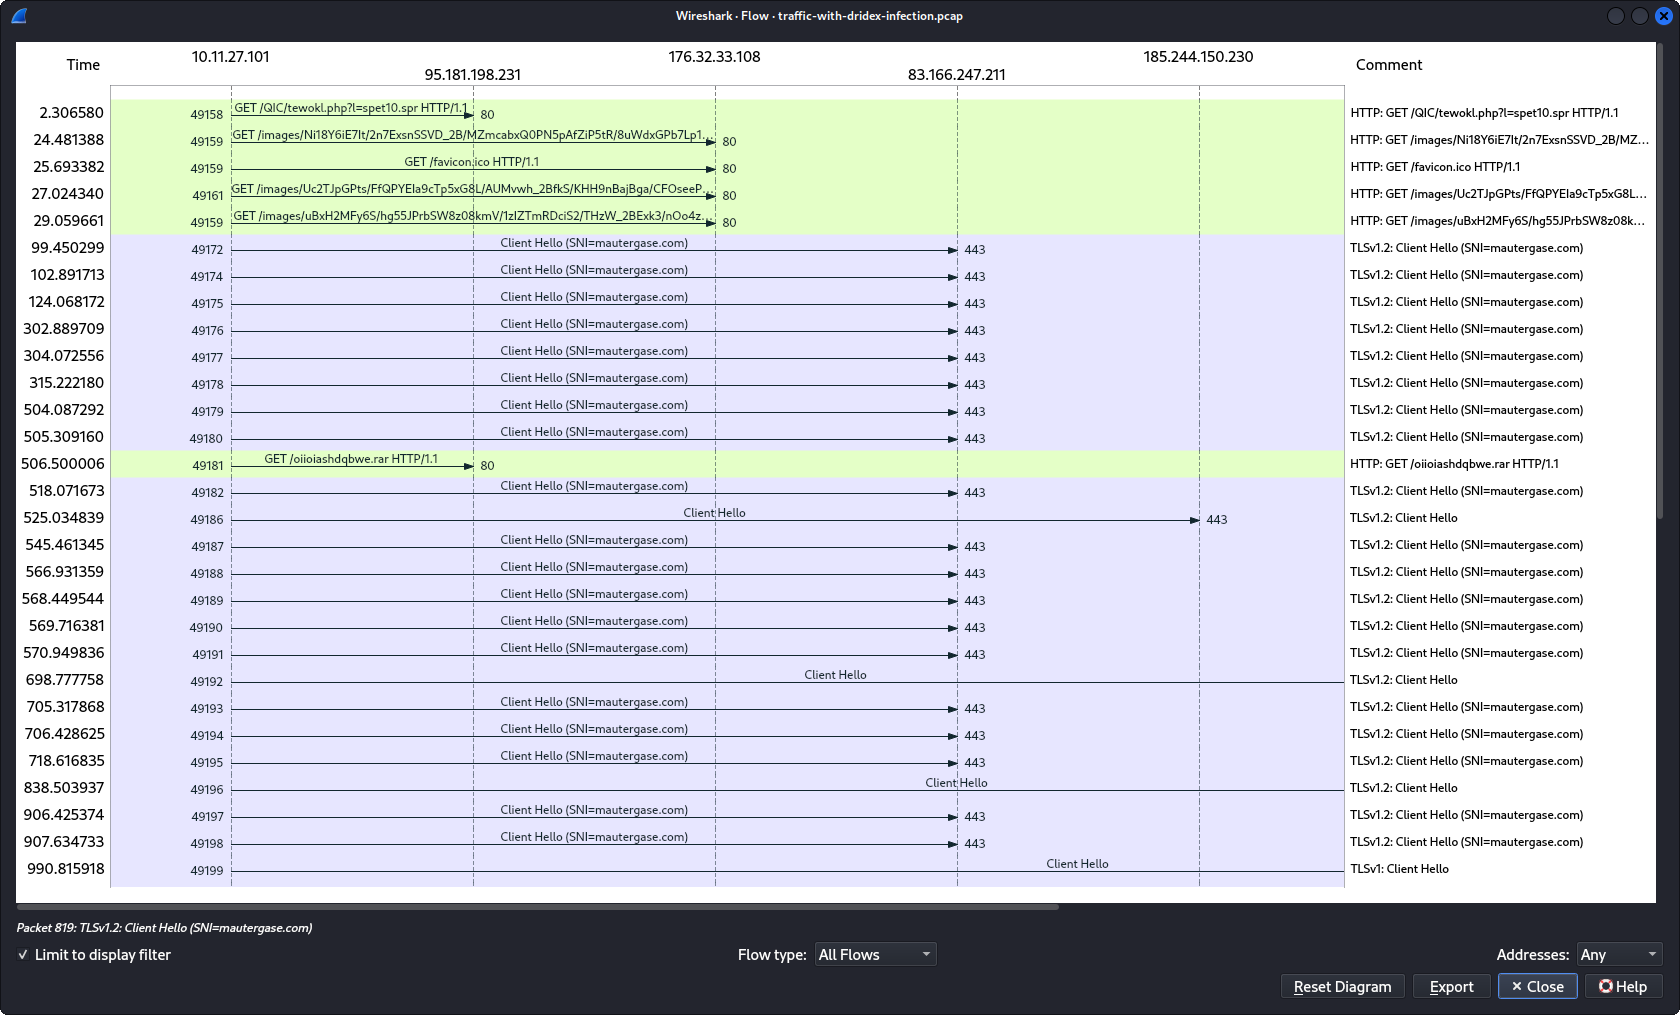 Wireshark · Flow · traffic-with-dridex-infection.pcap
Time 10.11.27.101 95.181.198.231 176.32.33.108 83.166.247.211 185.244.150.230 Comment
2.306580 49158 GET /QIC/tewokl.php?l=spet10.spr HTTP/1.1 80 HTTP: GET /QIC/tewokl.php?l=spet10.spr HTTP/1.1
24.481388 49159 GET /images/Ni18Y6iE7It/2n7ExsnSSVD_2B/MZmcabxQ0PN5pAfZiP5tR/8uWdxGPb7Lp1... 80 HTTP: GET /images/Ni18Y6iE7It/2n7ExsnSSVD_2B/MZ...
25.693382 49159 GET /favicon.ico HTTP/1.1 80 HTTP: GET /favicon.ico HTTP/1.1
27.024340 49161 GET /images/Uc2TJpGPts/FfQPYEIa9cTp5xG8L/AUMvwh_2BfkS/KHH9nBajBga/CFOseeP... 80 HTTP: GET /images/Uc2TJpGPts/FfQPYEIa9cTp5xG8L...
29.059661 49159 GET /images/uBxH2MFy6S/hg55JPrbSW8z08kmV/1zIZTmRDciS2/THzW_2BExk3/nOo4z... 80 HTTP: GET /images/uBxH2MFy6S/hg55JPrbSW8z08k...
99.450299 49172 Client Hello (SNI=mautergase.com) 443 TLSv1.2: Client Hello (SNI=mautergase.com)
102.891713 49174 Client Hello (SNI=mautergase.com) 443 TLSv1.2: Client Hello (SNI=mautergase.com)
124.068172 49175 Client Hello (SNI=mautergase.com) 443 TLSv1.2: Client Hello (SNI=mautergase.com)
302.889709 49176 Client Hello (SNI=mautergase.com) 443 TLSv1.2: Client Hello (SNI=mautergase.com)
304.072556 49177 Client Hello (SNI=mautergase.com) 443 TLSv1.2: Client Hello (SNI=mautergase.com)
315.222180 49178 Client Hello (SNI=mautergase.com) 443 TLSv1.2: Client Hello (SNI=mautergase.com)
504.087292 49179 Client Hello (SNI=mautergase.com) 443 TLSv1.2: Client Hello (SNI=mautergase.com)
505.309160 49180 Client Hello (SNI=mautergase.com) 443 TLSv1.2: Client Hello (SNI=mautergase.com)
506.500006 49181 GET /oiioiashdqbwe.rar HTTP/1.1 80 HTTP: GET /oiioiashdqbwe.rar HTTP/1.1
518.071673 49182 Client Hello (SNI=mautergase.com) 443 TLSv1.2: Client Hello (SNI=mautergase.com)
525.034839 49186 Client Hello 443 TLSv1.2: Client Hello
545.461345 49187 Client Hello (SNI=mautergase.com) 443 TLSv1.2: Client Hello (SNI=mautergase.com)
566.931359 49188 Client Hello (SNI=mautergase.com) 443 TLSv1.2: Client Hello (SNI=mautergase.com)
568.449544 49189 Client Hello (SNI=mautergase.com) 443 TLSv1.2: Client Hello (SNI=mautergase.com)
569.716381 49190 Client Hello (SNI=mautergase.com) 443 TLSv1.2: Client Hello (SNI=mautergase.com)
570.949836 49191 Client Hello (SNI=mautergase.com) 443 TLSv1.2: Client Hello (SNI=mautergase.com)
698.777758 49192 Client Hello TLSv1.2: Client Hello
705.317868 49193 Client Hello (SNI=mautergase.com) 443 TLSv1.2: Client Hello (SNI=mautergase.com)
706.428625 49194 Client Hello (SNI=mautergase.com) 443 TLSv1.2: Client Hello (SNI=mautergase.com)
718.616835 49195 Client Hello (SNI=mautergase.com) 443 TLSv1.2: Client Hello (SNI=mautergase.com)
838.503937 49196 Client Hello TLSv1.2: Client Hello
906.425374 49197 Client Hello (SNI=mautergase.com) 443 TLSv1.2: Client Hello (SNI=mautergase.com)
907.634733 49198 Client Hello (SNI=mautergase.com) 443 TLSv1.2: Client Hello (SNI=mautergase.com)
990.815918 49199 Client Hello TLSv1: Client Hello
Packet 819: TLSv1.2: Client Hello (SNI=mautergase.com)
Limit to display filter Flow type: All Flows Addresses: Any
Reset Diagram Export Close Help